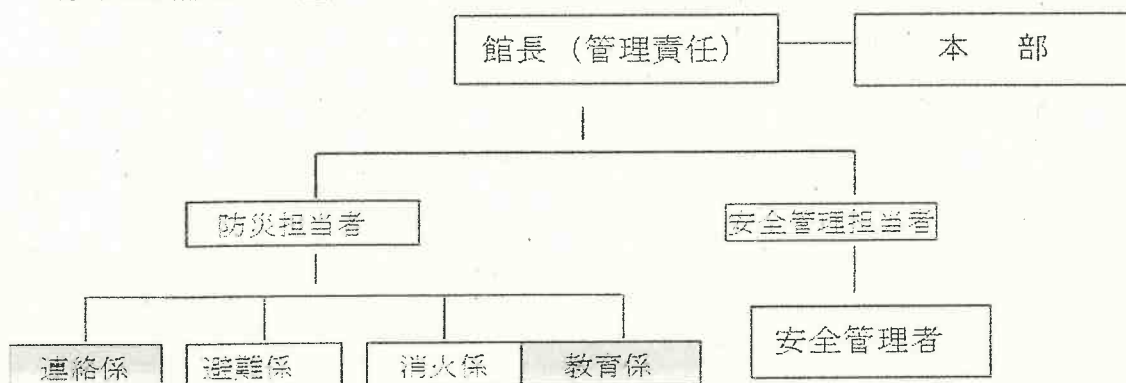 館長（管理責任）
本　部
防災担当者
安全管理担当者
安全管理者
連絡係
避難係
消火係
教育係